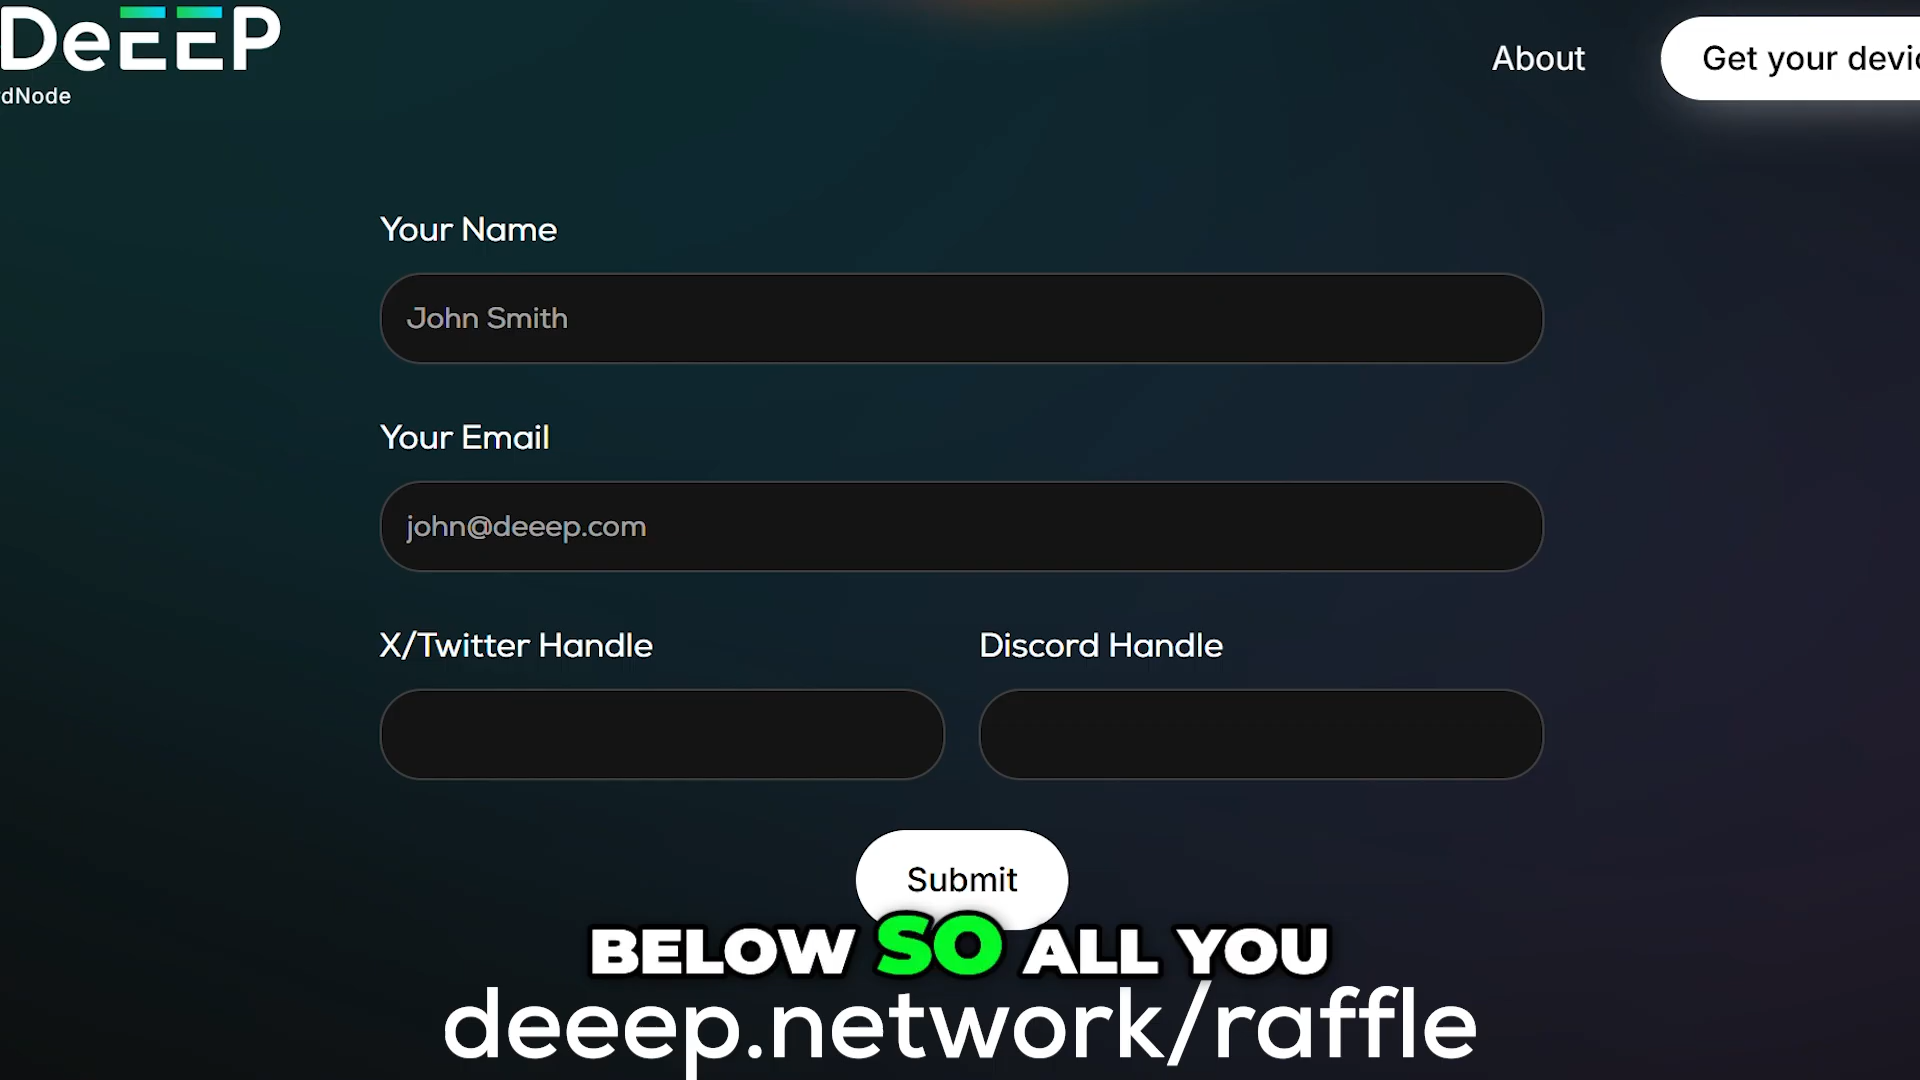 DeEEP
dNode
About
Get your devic
Your Name
John Smith
Your Email
john@deeep.com
X/Twitter Handle
Discord Handle
Submit
BELOW SO ALL YOU
deeep.network/raffle